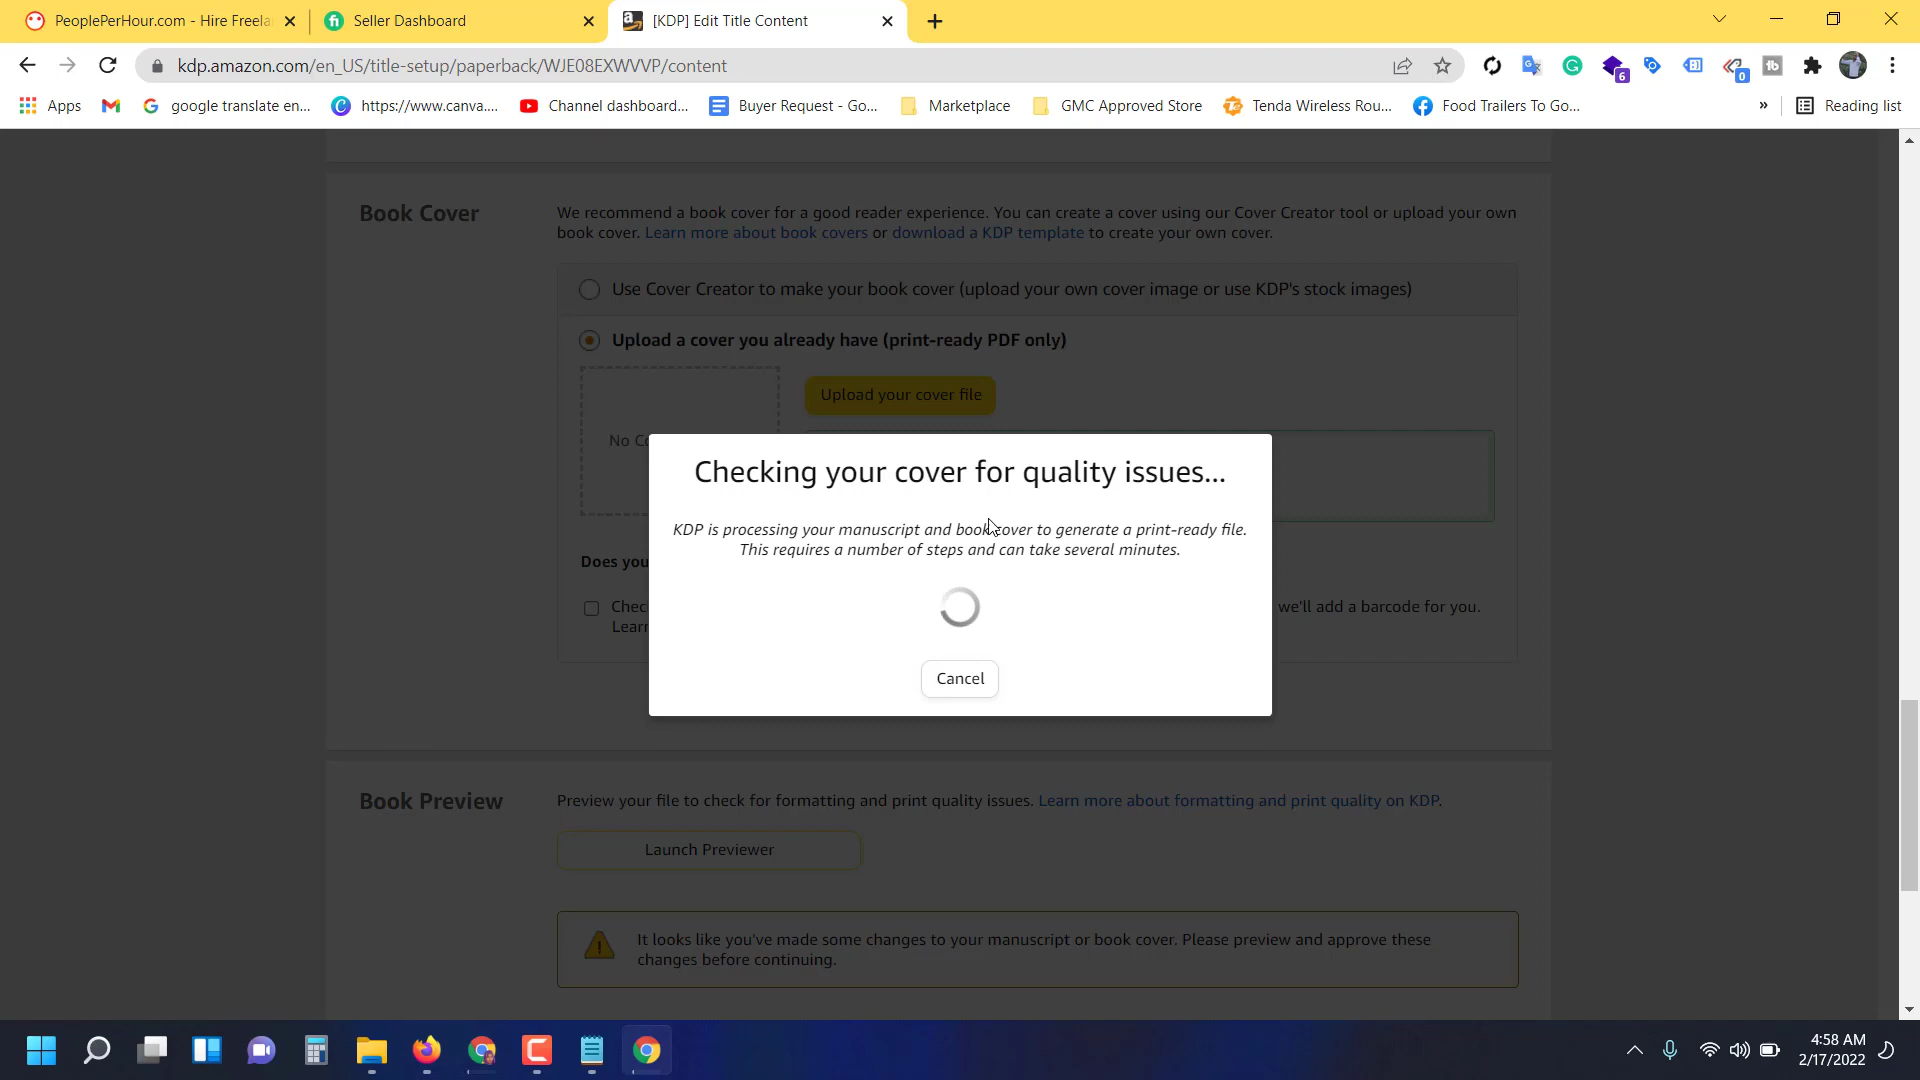 PeoplePerHour.com - Hire Freela
Seller Dashboard
[KDP] Edit Title Content
kdp.amazon.com/en_US/title-setup/paperback/WJE08EXWVVP/content
6
0
Apps
google translate en...
https://www.canva....
Channel dashboard...
Buyer Request - Go...
Marketplace
GMC Approved Store
Tenda Wireless Rou...
Food Trailers To Go...
»
Reading list
Book Cover
We recommend a book cover for a good reader experience. You can create a cover using our Cover Creator tool or upload your own
book cover. Learn more about book covers or download a KDP template to create your own cover.
Use Cover Creator to make your book cover (upload your own cover image or use KDP's stock images)
Upload a cover you already have (print-ready PDF only)
Upload your cover file
No Co
Checking your cover for quality issues...
KDP is processing your manuscript and book cover to generate a print-ready file.
This requires a number of steps and can take several minutes.
Cancel
Does you
Chec
we'll add a barcode for you.
Learn
Book Preview
Preview your file to check for formatting and print quality issues. Learn more about formatting and print quality on KDP.
Launch Previewer
It looks like you've made some changes to your manuscript or book cover. Please preview and approve these
changes before continuing.
4:58 AM
2/17/2022